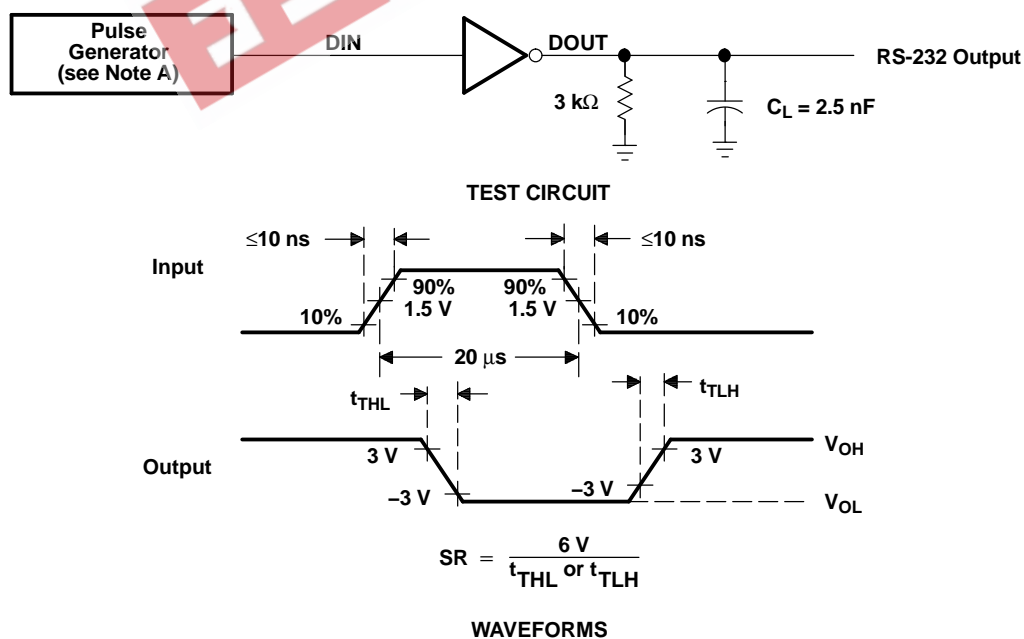 Pulse
Generator
(see Note A)
DIN
DOUT
RS-232 Output
3 kΩ
CL = 2.5 nF
TEST CIRCUIT
≤10 ns
≤10 ns
Input
90%
90%
1.5 V
1.5 V
10%
10%
20 μs
tTHL
tTLH
Output
3 V
3 V
VOH
–3 V
–3 V
VOL
SR = 6 V
tTHL or tTLH
WAVEFORMS